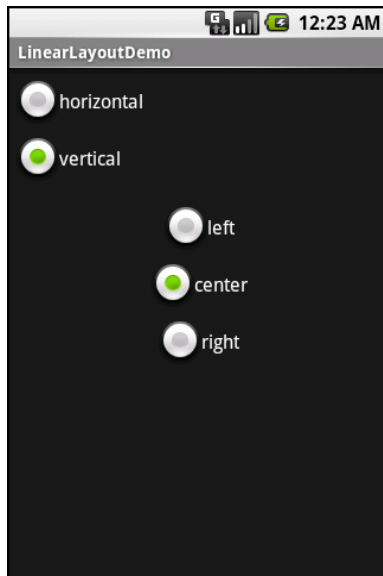 G 12:23 AM
LinearLayoutDemo
horizontal
vertical
left
center
right